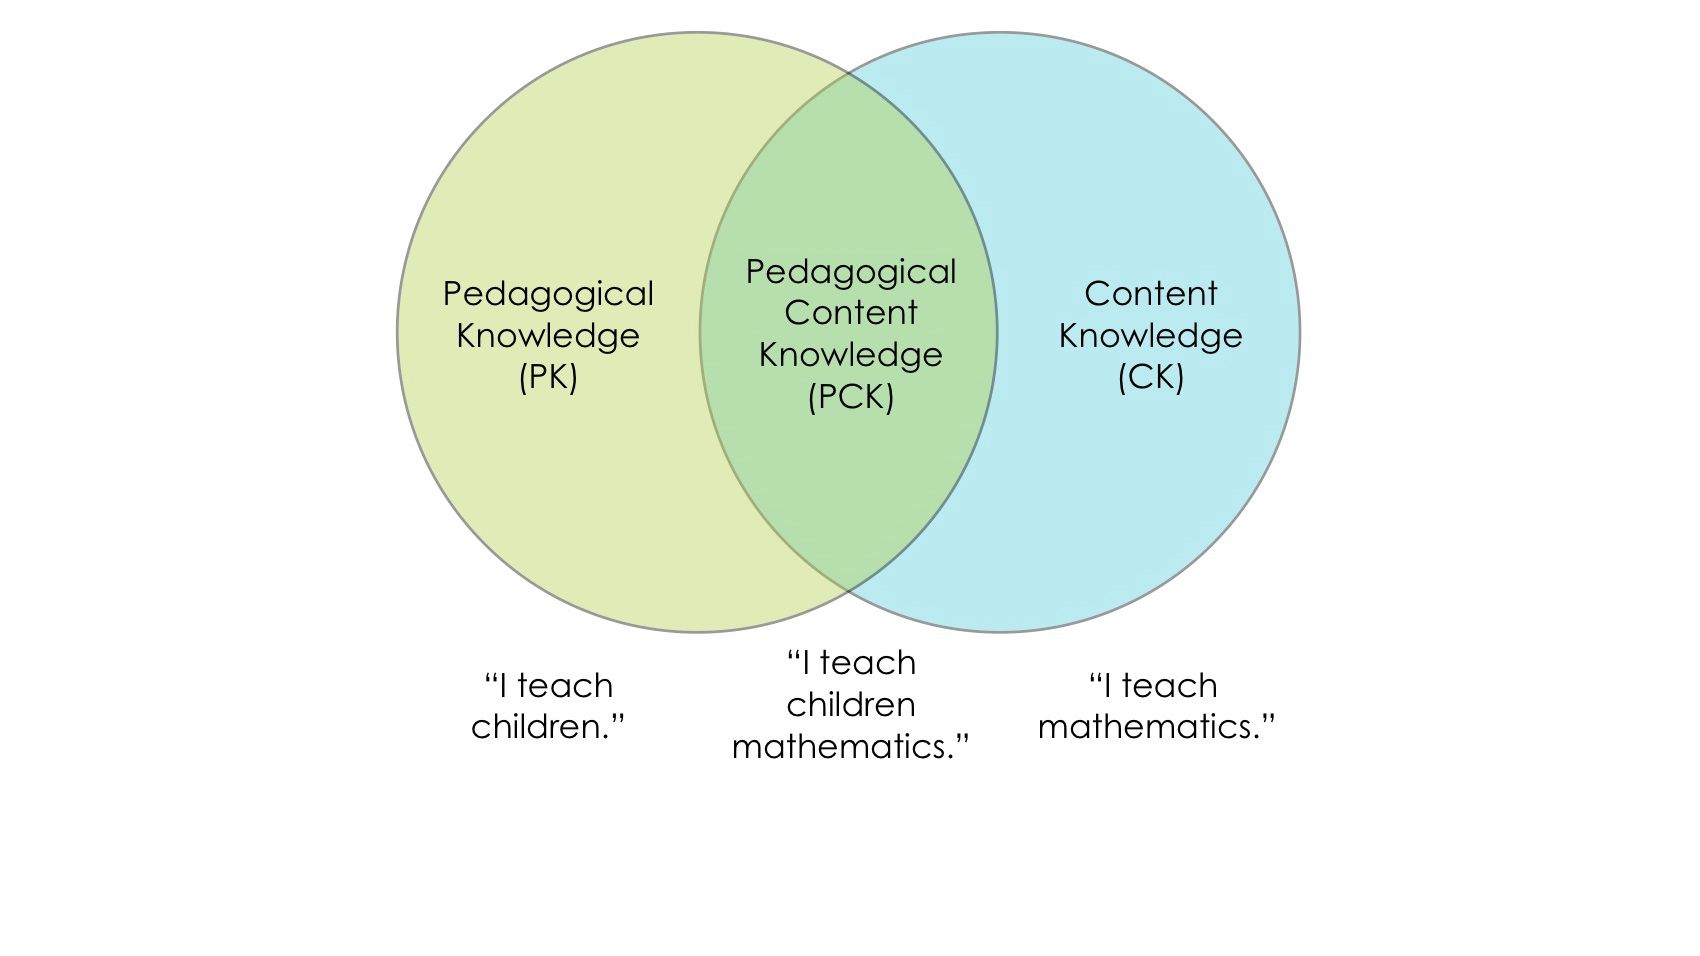 Pedagogical
Knowledge
(PK)
Pedagogical
Content
Knowledge
(PCK)
Content
Knowledge
(CK)
“I teach
children.”
“I teach
children
mathematics.”
“I teach
mathematics.”